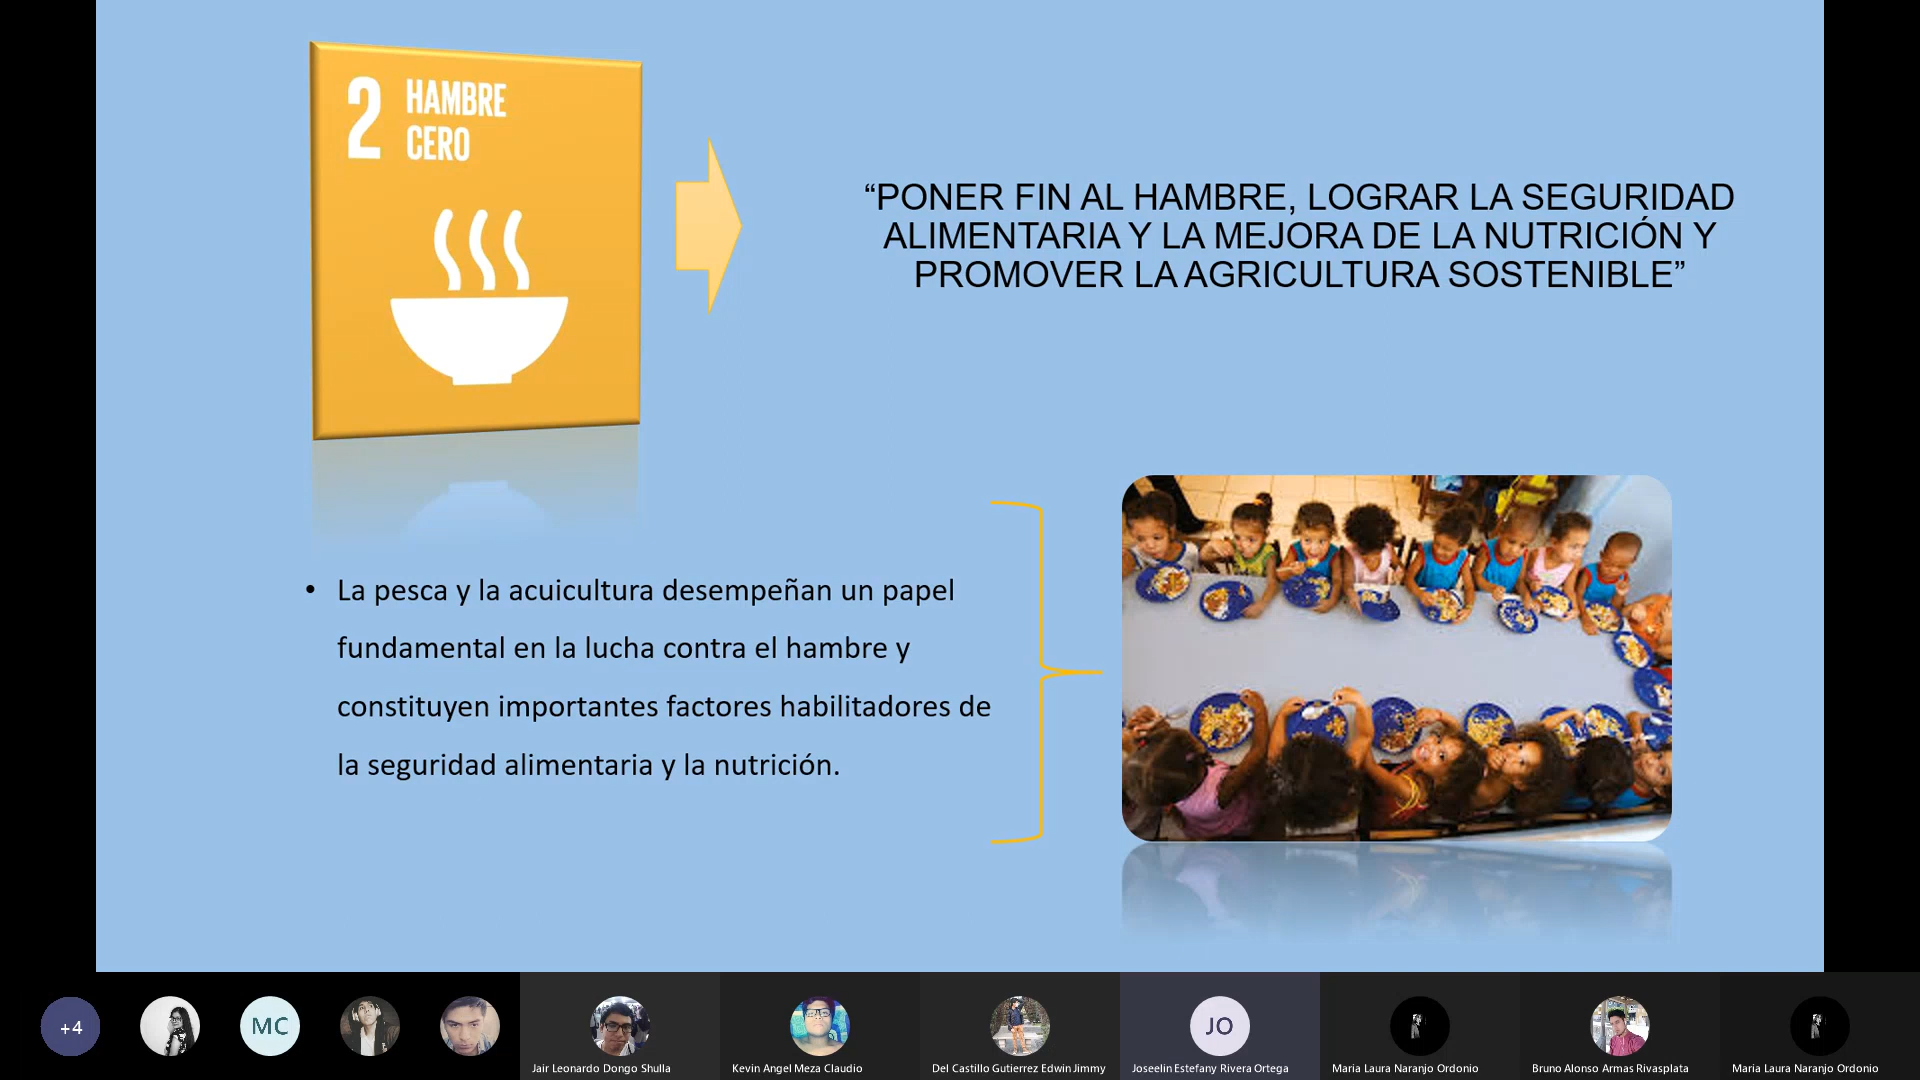 2 HAMBRE
CERO
“PONER FIN AL HAMBRE, LOGRAR LA SEGURIDAD
ALIMENTARIA Y LA MEJORA DE LA NUTRICIÓN Y
PROMOVER LA AGRICULTURA SOSTENIBLE”
• La pesca y la acuicultura desempeñan un papel
fundamental en la lucha contra el hambre y
constituyen importantes factores habilitadores de
la seguridad alimentaria y la nutrición.
+4
MC
JO
Jair Leonardo Dongo Shulla
Kevin Angel Meza Claudio
Del Castillo Gutierrez Edwin Jimmy
Joseelin Estefany Rivera Ortega
Maria Laura Naranjo Ordonio
Bruno Alonso Armas Rivasplata
Maria Laura Naranjo Ordonio